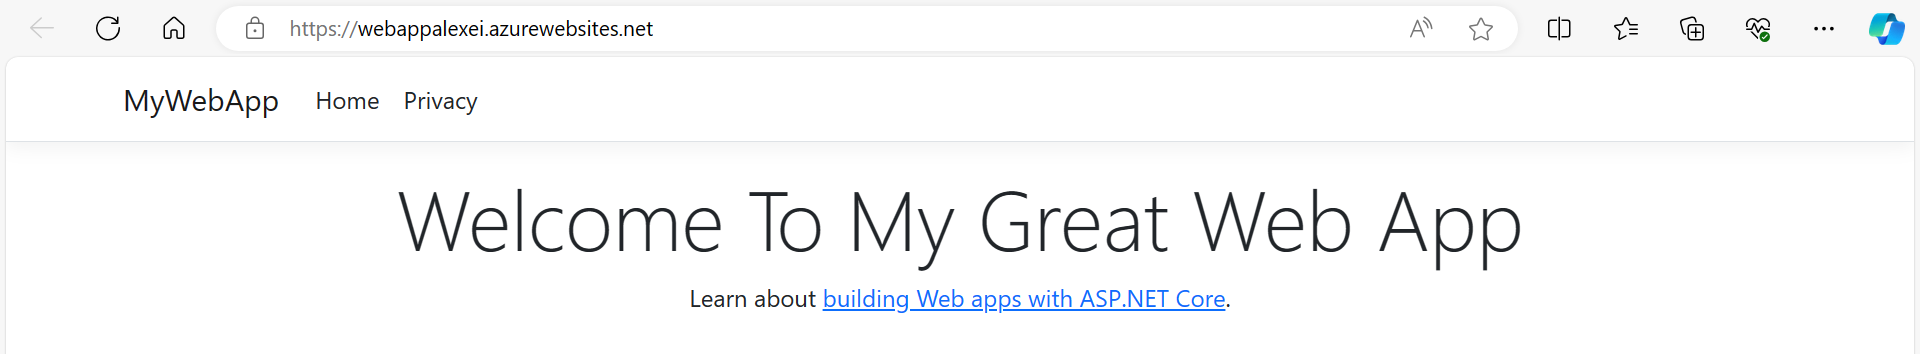 https://webappalexei.azurewebsites.net
MyWebApp Home Privacy
Welcome To My Great Web App
Learn about building Web apps with ASP.NET Core.